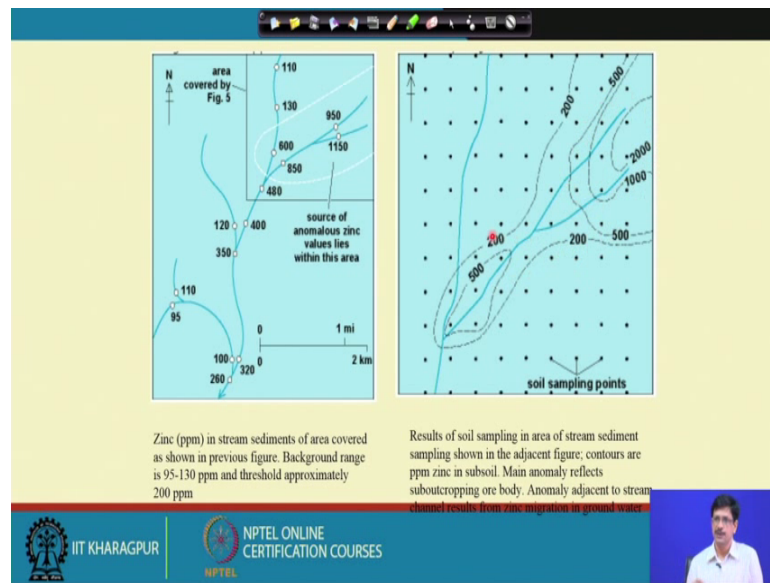 N
area
covered by
Fig. 5
110
130
950
600
1150
850
480
120
400
source of
anomalous zinc
values lies
within this area
350
110
95
0
1 mi
100
320
0
2 km
260
N
200
500
2000
1000
200
200
500
500
soil sampling points
Zinc (ppm) in stream sediments of area covered
as shown in previous figure. Background range
is 95-130 ppm and threshold approximately
200 ppm
Results of soil sampling in area of stream sediment
sampling shown in the adjacent figure; contours are
ppm zinc in subsoil. Main anomaly reflects
suboutcropping ore body. Anomaly adjacent to stream
channel results from zinc migration in ground water
IIT KHARAGPUR
NPTEL
NPTEL ONLINE
CERTIFICATION COURSES